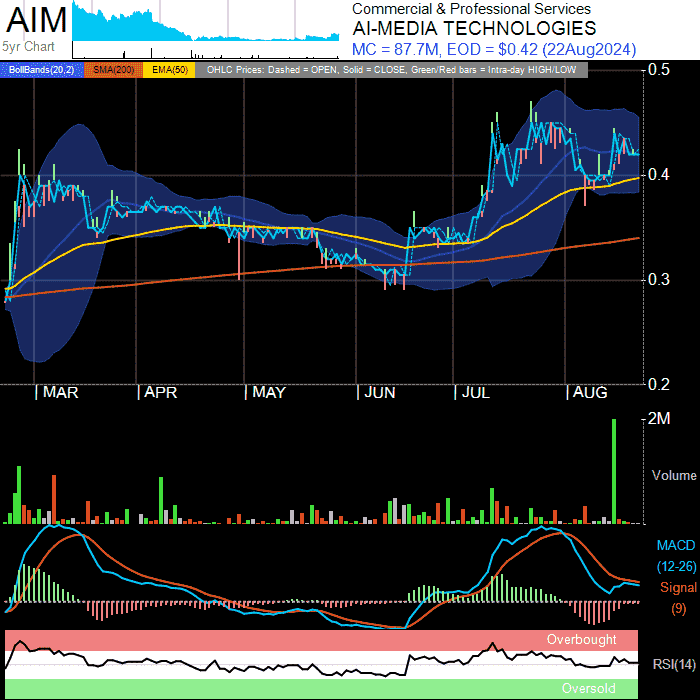 AIM
5yr Chart
Commercial & Professional Services
AI-MEDIA TECHNOLOGIES
MC = 87.7M, EOD = $0.42 (22Aug2024)
BollBands(20,2) SMA(200) EMA(50) OHLC Prices: Dashed = OPEN, Solid = CLOSE, Green/Red bars = Intra-day HIGH/LOW
0.5
0.4
0.3
0.2
| MAR | APR | MAY | JUN | JUL | AUG
2M
Volume
MACD
(12-26)
Signal
(9)
Overbought
RSI(14)
Oversold